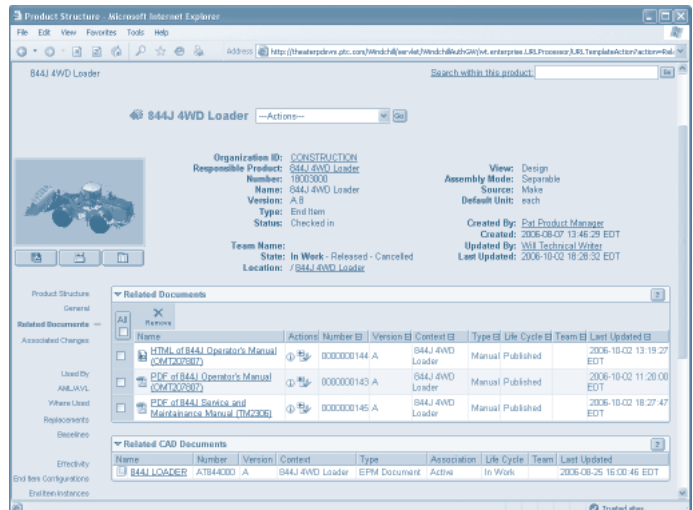 Product Structure - Microsoft Internet Explorer
File Edit View Favorites Tools Help
Address http://theaterpdevvs.ptc.com/Windchill/servlet/WindchillAuthGW/wt.enterprise.URLProcessor/URLTemplateAction?action=
844J 4WD Loader Search within this product: Go
844J 4WD Loader ---Actions--- Go
Organization ID: CONSTRUCTION
Responsible Product: 844J 4WD Loader View: Design
Number: 18003000 Assembly Mode: Separable
Name: 844J 4WD Loader Source: Make
Version: A.8 Default Unit: each
Type: End Item
Status: Checked in Created By: Pat Product Manager
Created: 2006-08-07 13:46:29 EDT
Team Name: Updated By: Will Technical Writer
State: In Work - Released - Cancelled Last Updated: 2006-10-02 18:28:32 EDT
Location: / 844J 4WD Loader
Product Structure
General
Related Documents
Associated Changes
Used By
AML/AVL
Where Used
Replacements
Baselines
Effectivity
End Item Configurations
End Item Instances
Related Documents ?
All Remove
Name Actions Number Version Context Type Life Cycle Team Last Updated
HTML of 844J Operator's Manual (OMT207807) 0000000144 A 844J 4WD Loader Manual Published 2006-10-02 13:19:27 EDT
PDF of 844J Operator's Manual (OMT207807) 0000000143 A 844J 4WD Loader Manual Published 2006-10-02 11:20:00 EDT
PDF of 844J Service and Maintainance Manual (TM2306) 0000000145 A 844J 4WD Loader Manual Published 2006-10-02 18:27:47 EDT
Related CAD Documents ?
Name Number Version Context Type Association Life Cycle Team Last Updated
844J LOADER AT844000 A 844J 4WD Loader EPM Document Active In Work 2006-08-25 16:00:46 EDT
Trusted sites